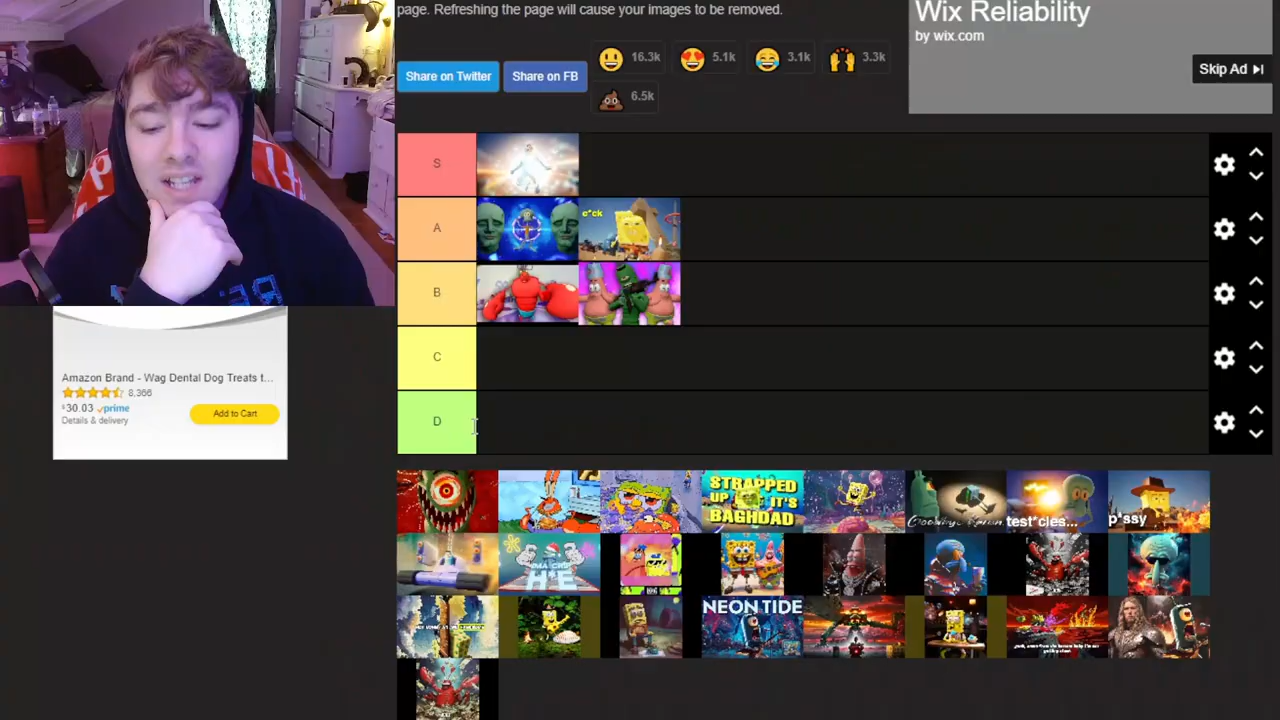 page. Refreshing the page will cause your images to be removed.
Wix Reliability
by wix.com
Skip Ad
Share on Twitter
Share on FB
16.3k
5.1k
3.1k
3.3k
6.5k
S
A
c*ck
B
C
D
Amazon Brand - Wag Dental Dog Treats t...
8,366
$30.03 prime
Add to Cart
Details & delivery
STRAPPED
UP IT'S
BAGHDAD
test*cles...
p*ssy
NEON TIDE